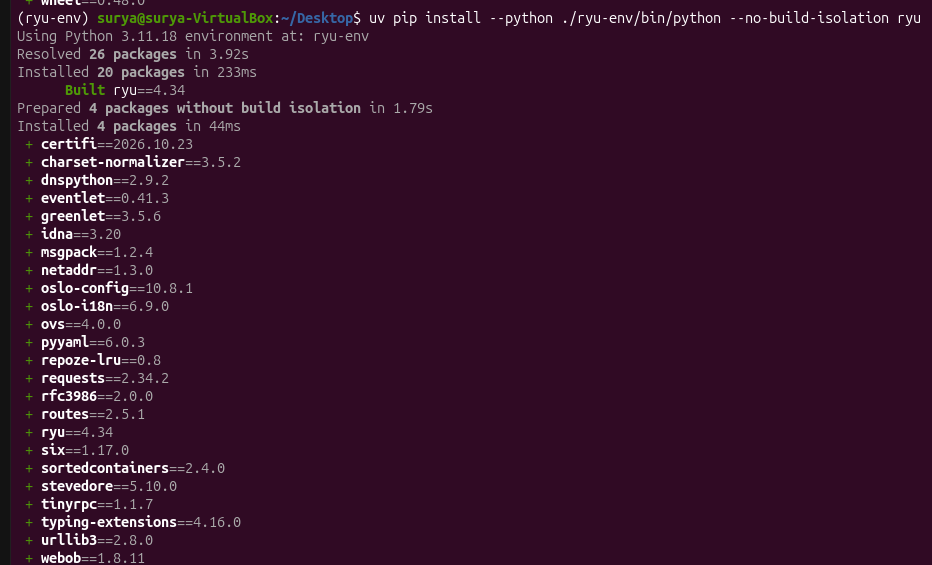 + wheel==0.48.0
(ryu-env) surya@surya-VirtualBox:~/Desktop$ uv pip install --python ./ryu-env/bin/python --no-build-isolation ryu
Using Python 3.11.18 environment at: ryu-env
Resolved 26 packages in 3.92s
Installed 20 packages in 233ms
Built ryu==4.34
Prepared 4 packages without build isolation in 1.79s
Installed 4 packages in 44ms
+ certifi==2026.10.23
+ charset-normalizer==3.5.2
+ dnspython==2.9.2
+ eventlet==0.41.3
+ greenlet==3.5.6
+ idna==3.20
+ msgpack==1.2.4
+ netaddr==1.3.0
+ oslo-config==10.8.1
+ oslo-i18n==6.9.0
+ ovs==4.0.0
+ pyyaml==6.0.3
+ repoze-lru==0.8
+ requests==2.34.2
+ rfc3986==2.0.0
+ routes==2.5.1
+ ryu==4.34
+ six==1.17.0
+ sortedcontainers==2.4.0
+ stevedore==5.10.0
+ tinyrpc==1.1.7
+ typing-extensions==4.16.0
+ urllib3==2.8.0
+ webob==1.8.11